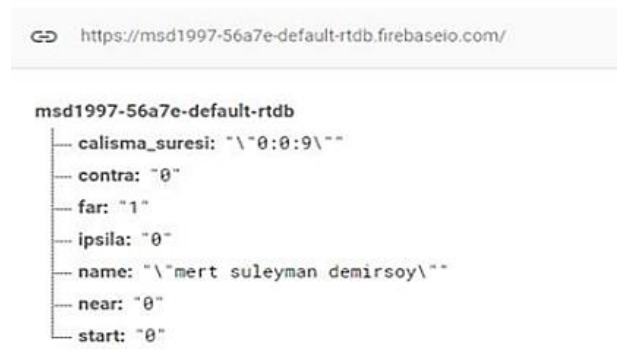 https://msd1997-56a7e-default-rtdb.firebaseio.com/
msd1997-56a7e-default-rtdb
calisma_suresi: "\"0:0:9\""
contra: "0"
far: "1"
ipsila: "0"
name: "\"mert suleyman demirsoy\""
near: "0"
start: "0"